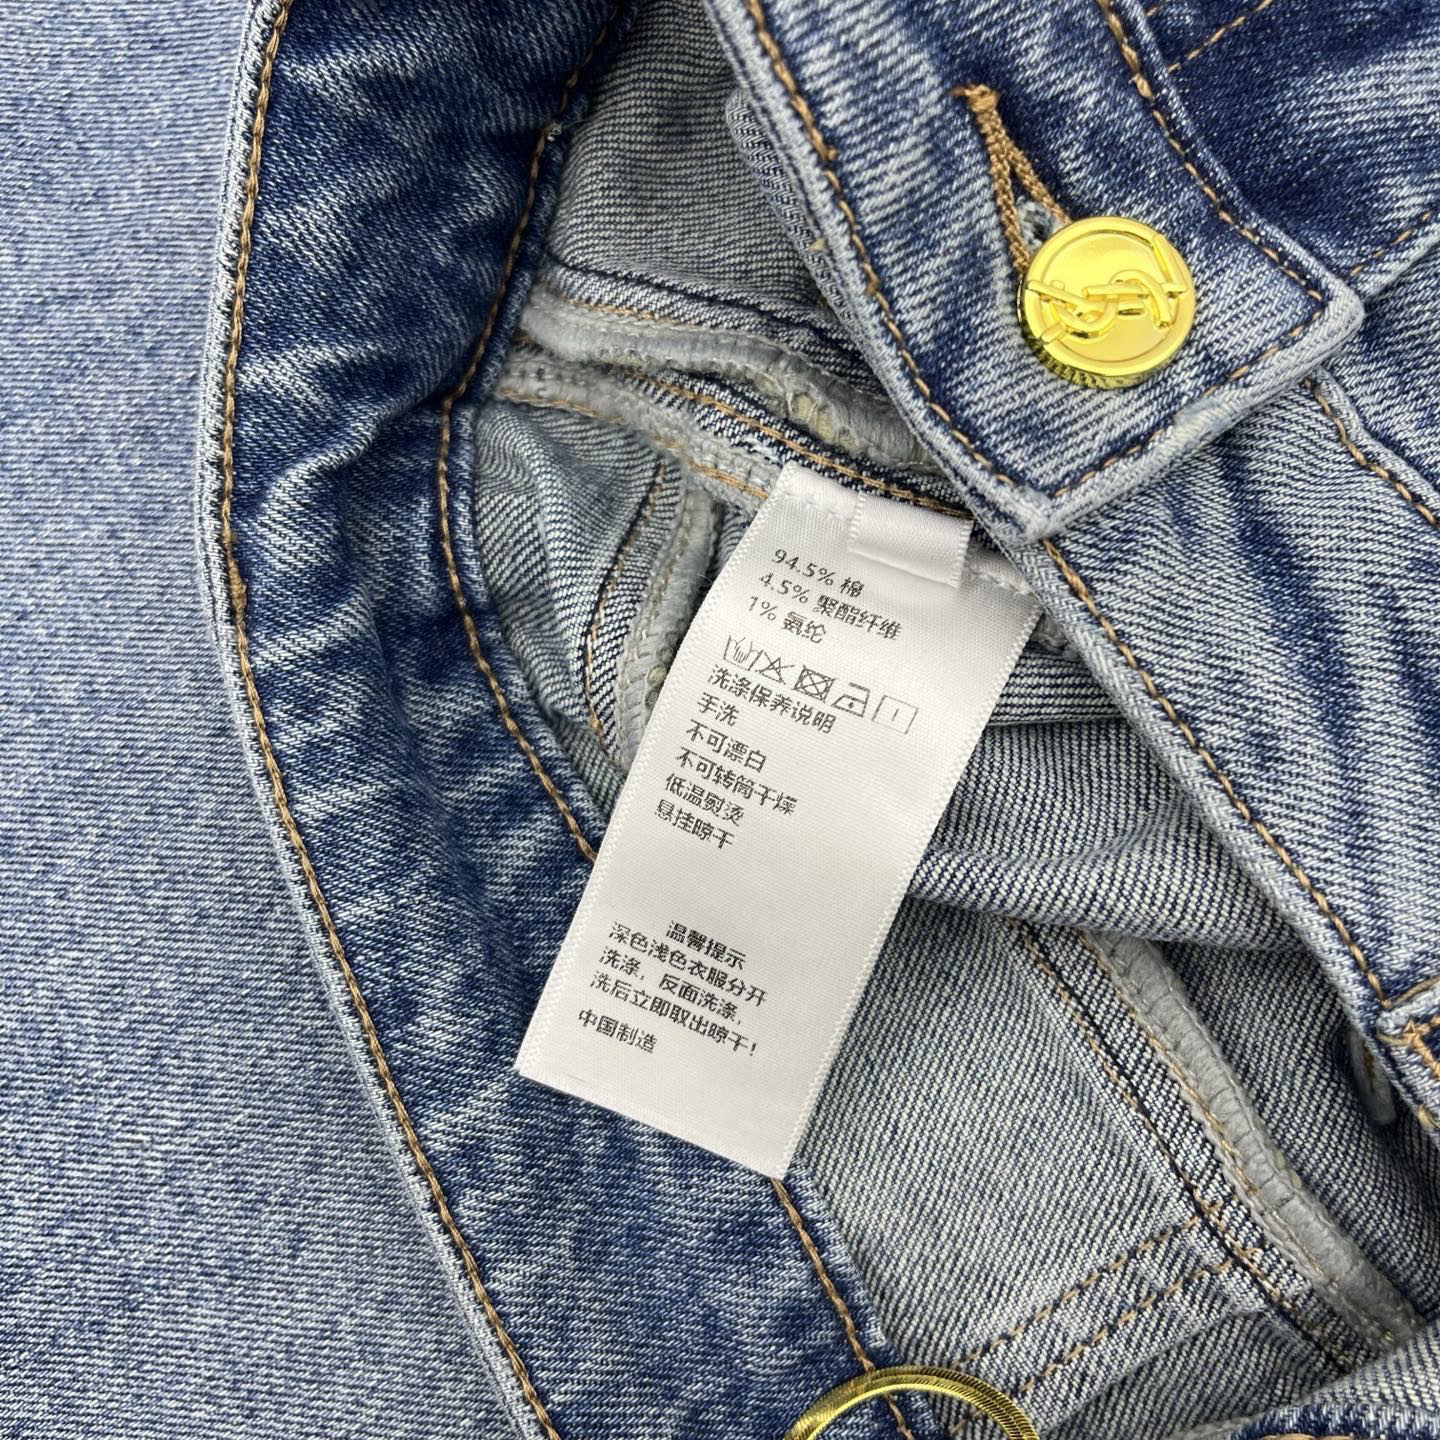 94.5% 棉
4.5% 聚酯纤维
1% 氨纶
洗涤保养说明
手洗
不可漂白
不可转筒干燥
低温熨烫
悬挂晾干
温馨提示
深色浅色衣服分开
洗涤，反面洗涤，
洗后立即取出晾干!
中国制造
YSL